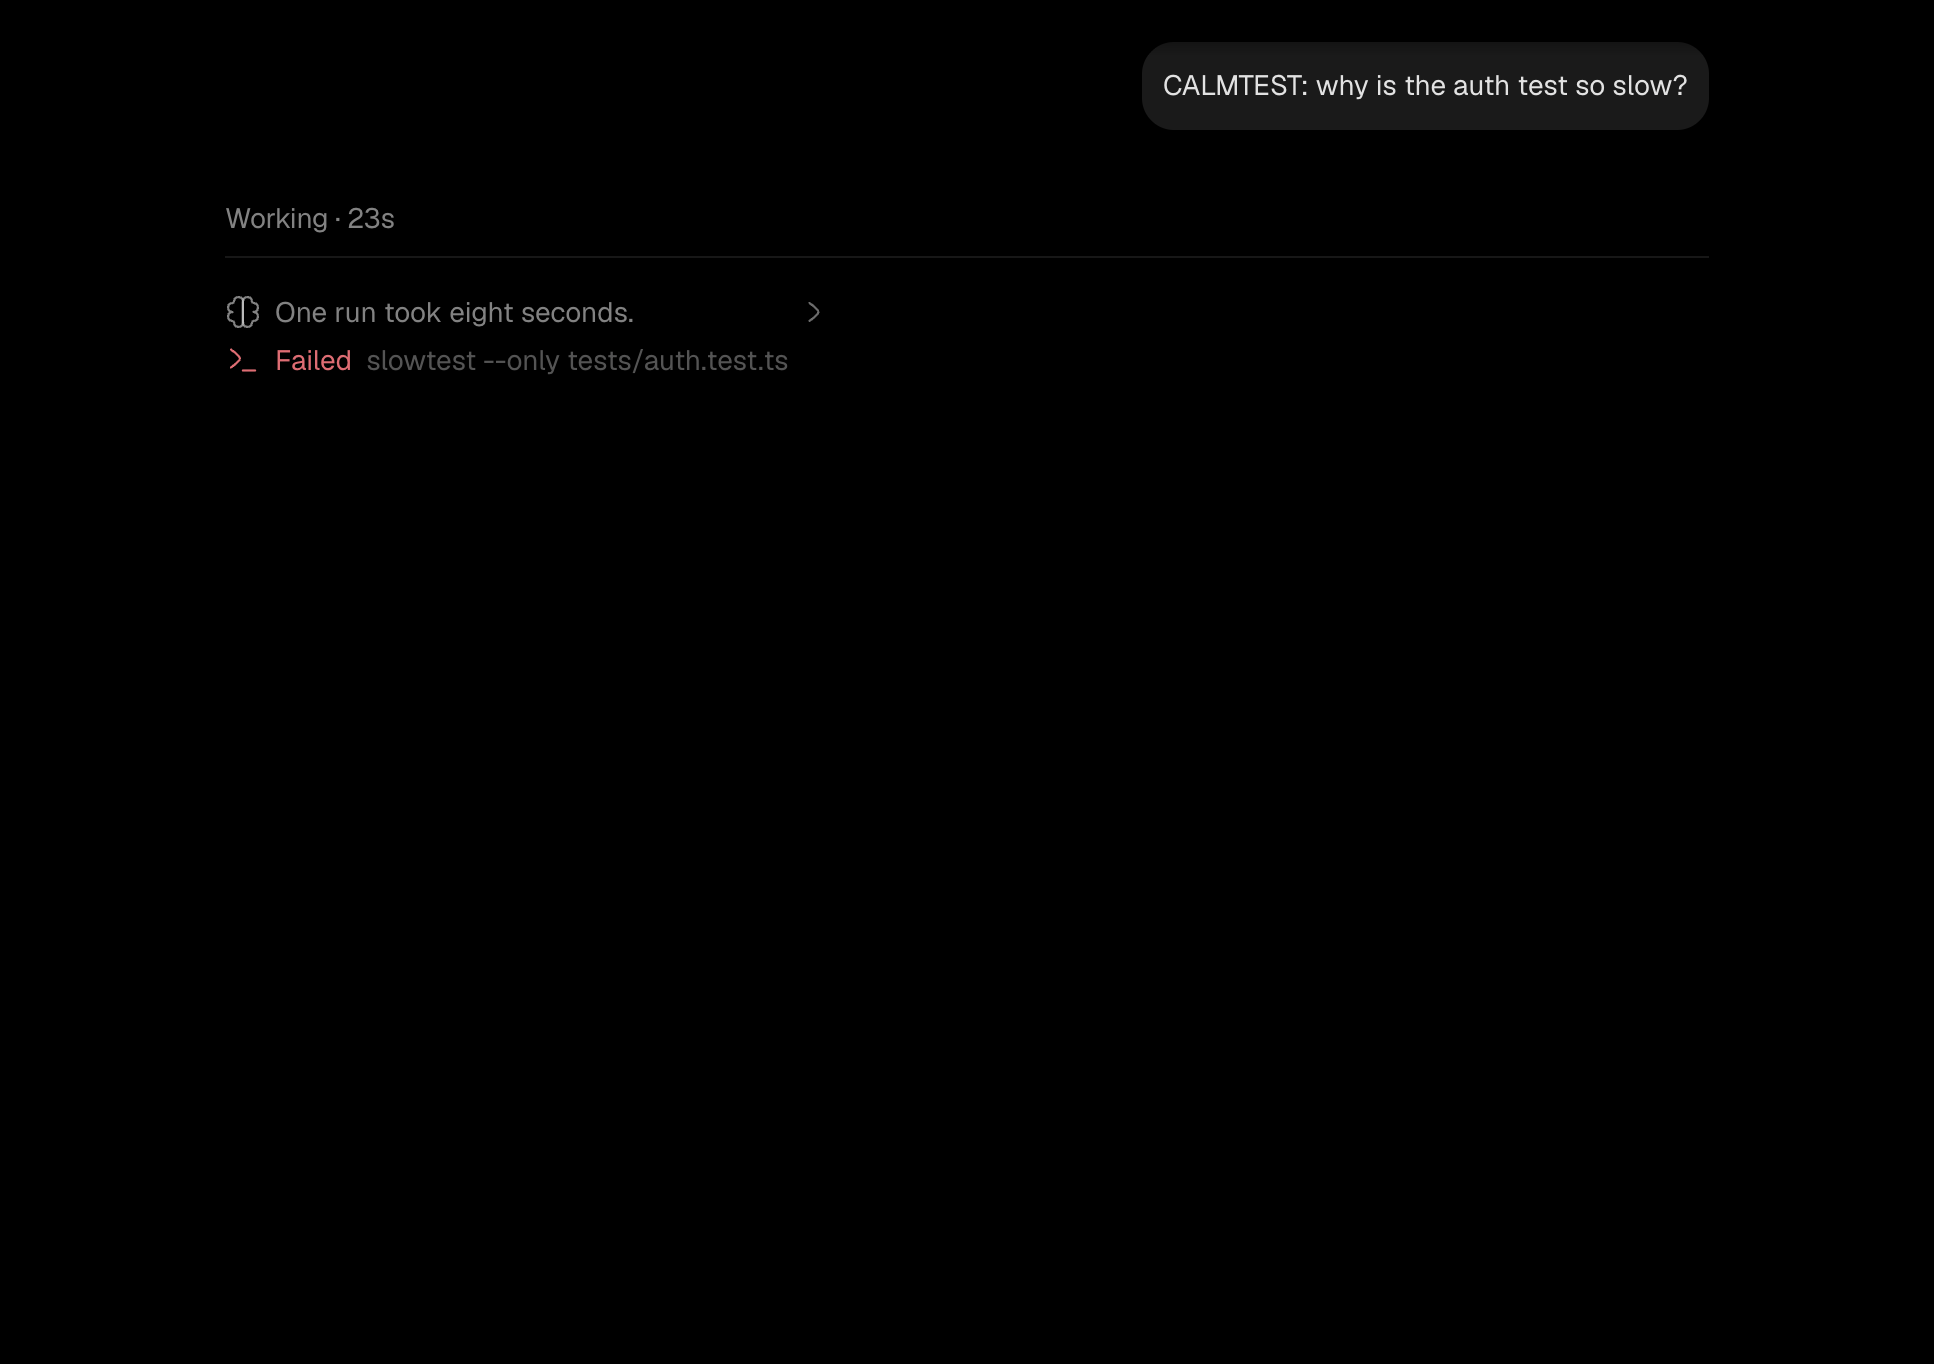 CALMTEST: why is the auth test so slow?
Working · 23s
One run took eight seconds.
Failed slowtest --only tests/auth.test.ts